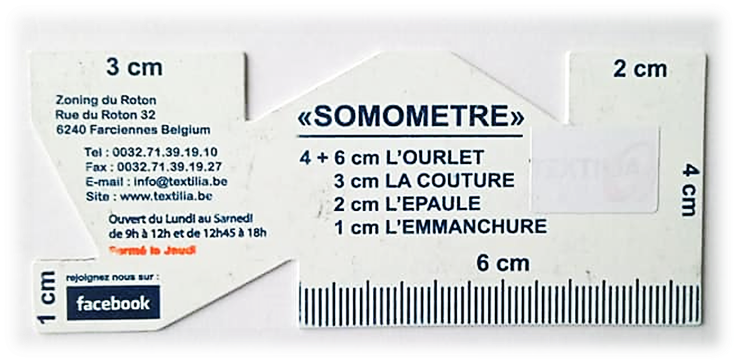 3 cm
Zoning du Roton
Rue du Roton 32
6240 Farciennes Belgium
Tel : 0032.71.39.19.10
Fax : 0032.71.39.19.27
E-mail : info@textilia.be
Site : www.textilia.be
Ouvert du Lundi au Samedi
de 9h à 12h et de 12h45 à 18h
Fermé le Jeudi
1 cm
rejoignez nous sur :
facebook
«SOMOMETRE»
4 + 6 cm L'OURLET
3 cm LA COUTURE
2 cm L'EPAULE
1 cm L'EMMANCHURE
6 cm
2 cm
4 cm